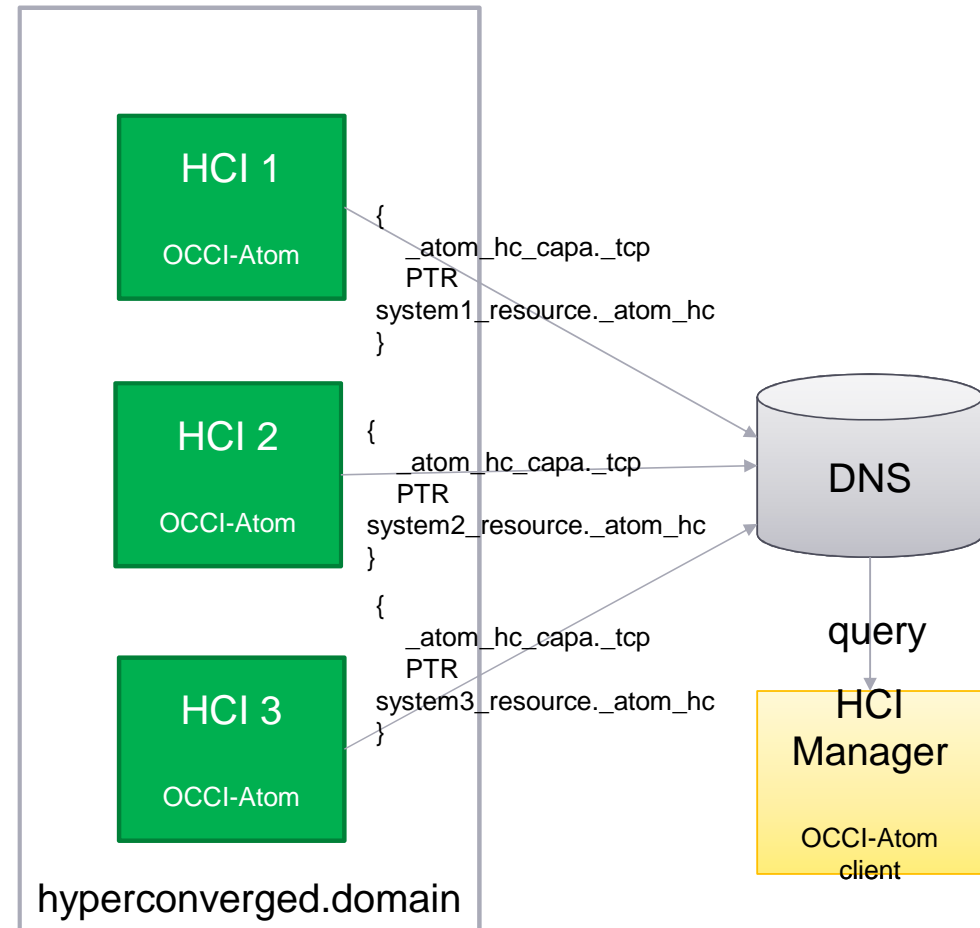 HCI 1
OCCI-Atom
{
_atom_hc_capa._tcp
PTR
system1_resource._atom_hc
}
HCI 2
OCCI-Atom
{
_atom_hc_capa._tcp
PTR
system2_resource._atom_hc
}
HCI 3
OCCI-Atom
{
_atom_hc_capa._tcp
PTR
system3_resource._atom_hc
}
hyperconverged.domain
DNS
query
HCI
Manager
OCCI-Atom
client